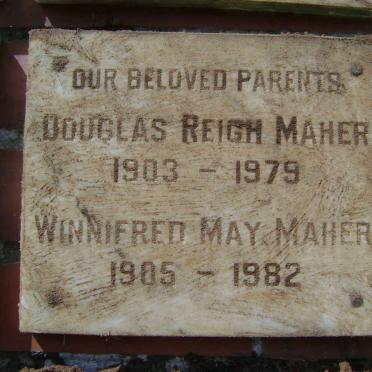 OUR BELOVED PARENTS
DOUGLAS REIGH MAHER
1903 - 1979
WINNIFRED MAY MAHER
1905 - 1982